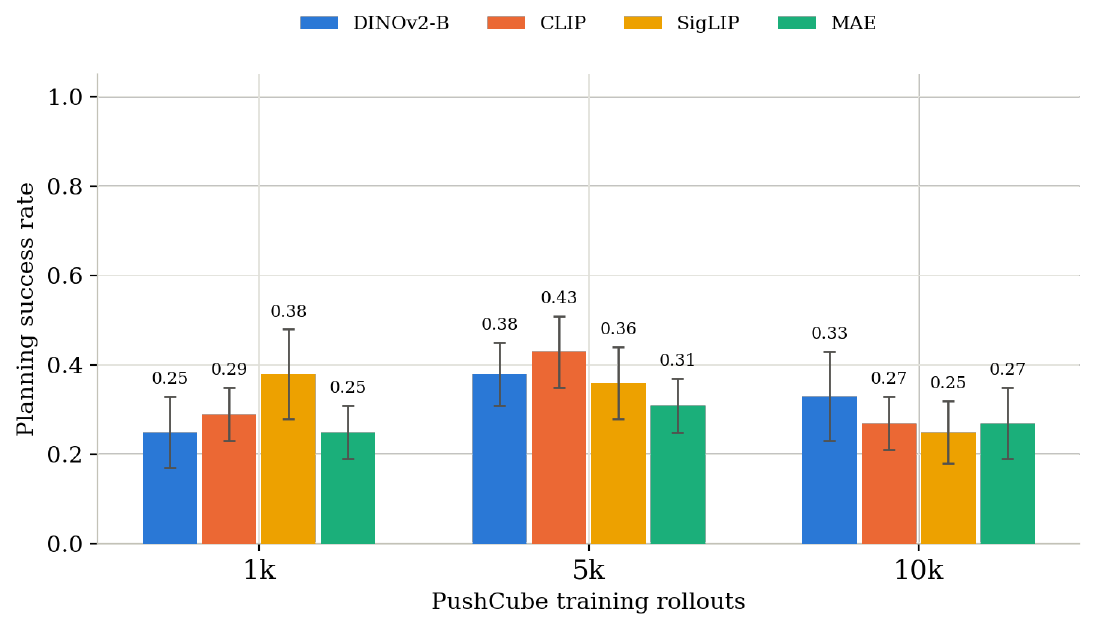 DINOv2-B CLIP SigLIP MAE
Planning success rate
1.0
0.8
0.6
0.4
0.2
0.0
0.25 0.29 0.38 0.25
0.38 0.43 0.36 0.31
0.33 0.27 0.25 0.27
1k 5k 10k
PushCube training rollouts